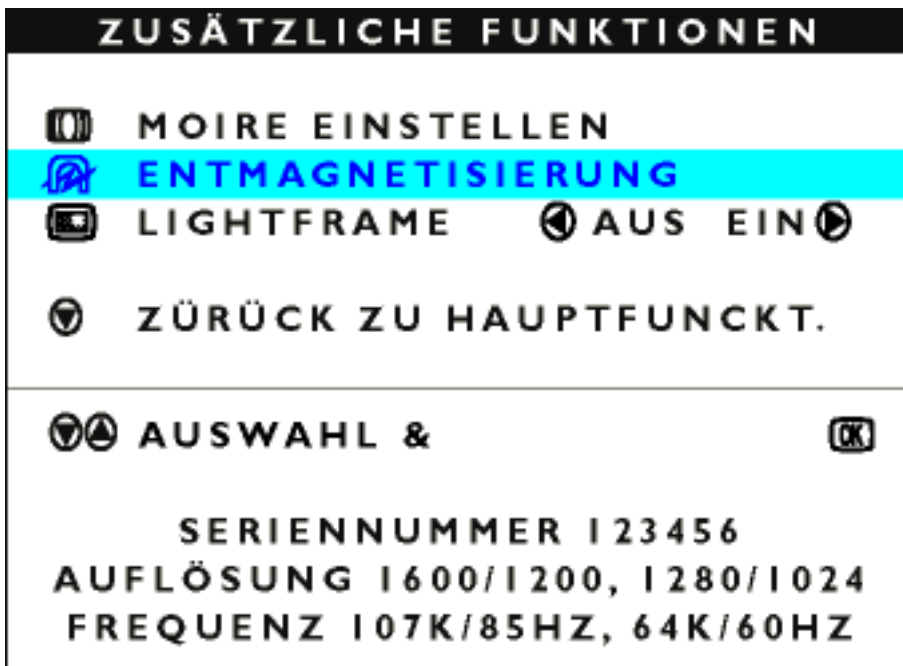 ZUSÄTZLICHE FUNKTIONEN
MOIRE EINSTELLEN
ENTMAGNETISIERUNG
LIGHTFRAME AUS EIN
ZÜRÜCK ZU HAUPTFUNCKT.
AUSWAHL & OK
SERIENNUMMER 123456
AUFLÖSUNG 1600/1200, 1280/1024
FREQUENZ 107K/85HZ, 64K/60HZ